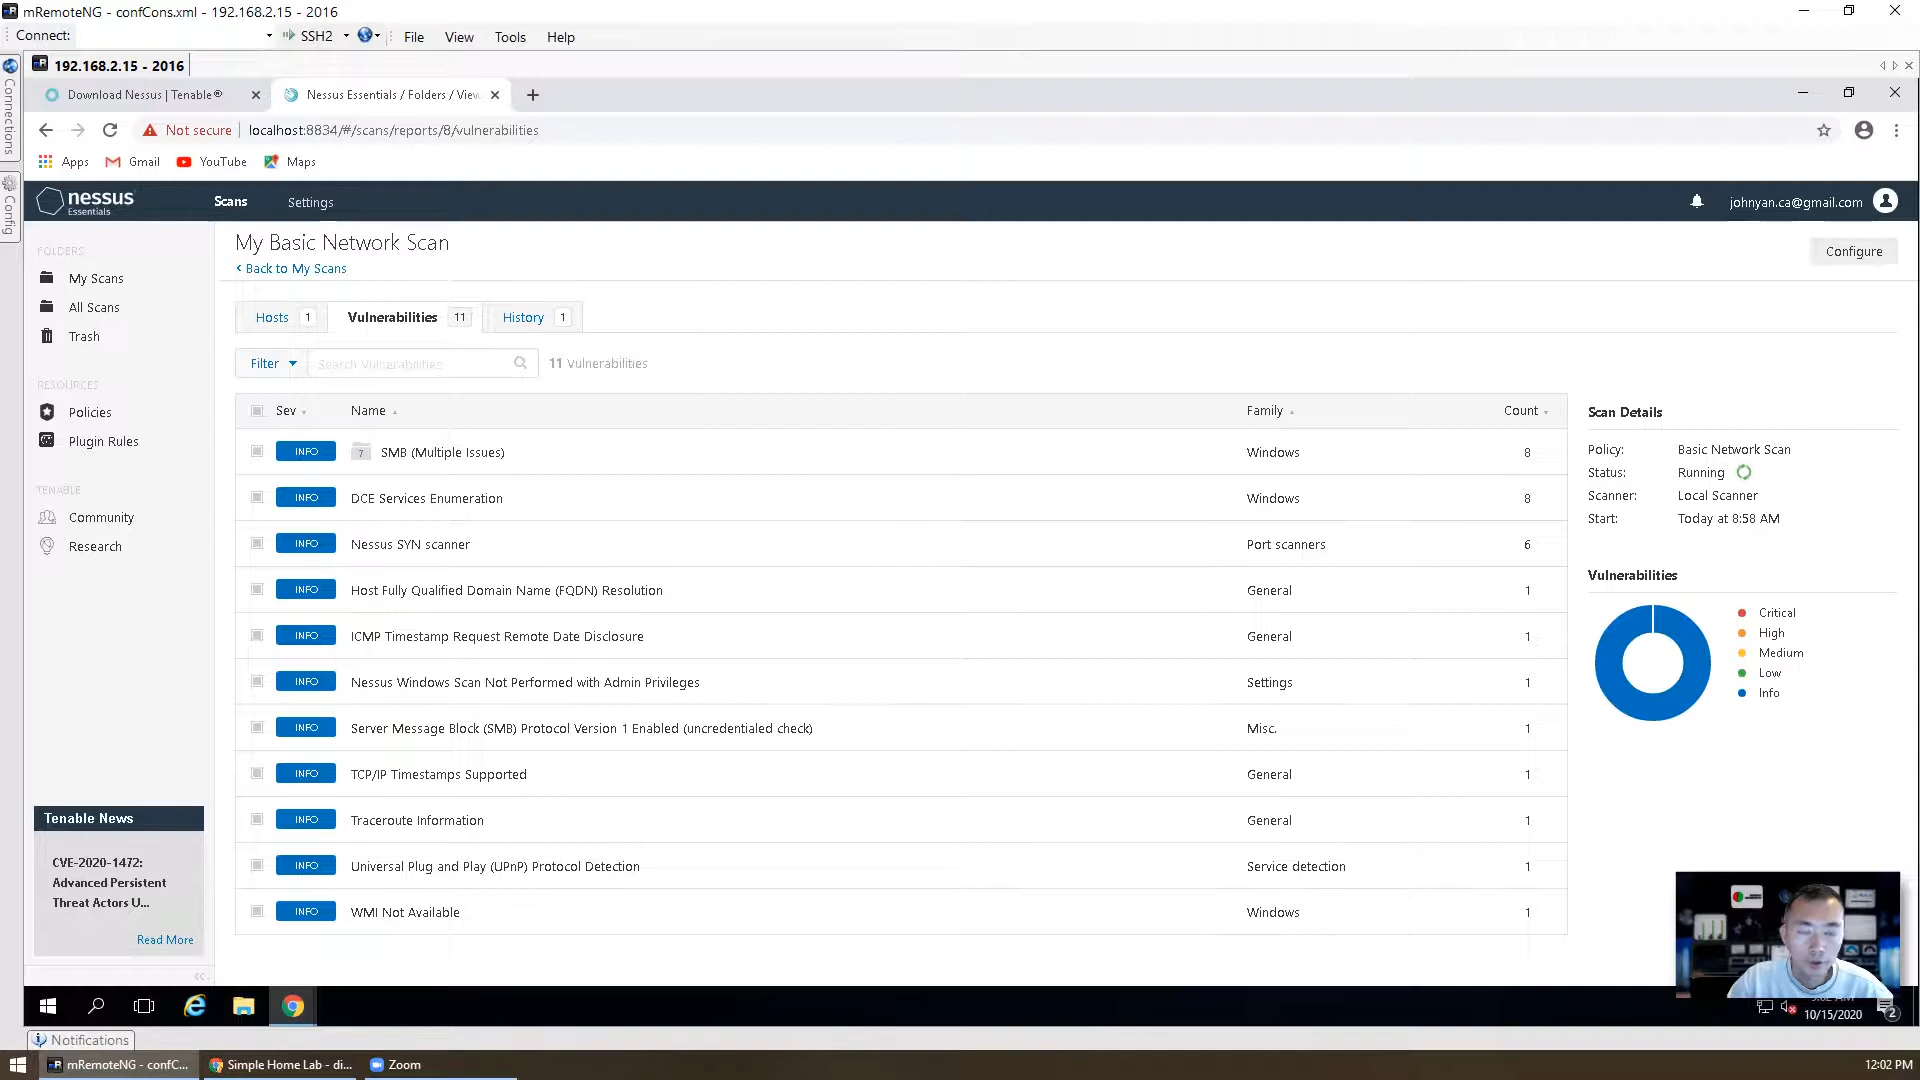 mRemoteNG - confCons.xml - 192.168.2.15 - 2016
Connect: SSH2 File View Tools Help
192.168.2.15 - 2016
Connections
Config
Download Nessus | Tenable® Nessus Essentials / Folders / View
Not secure localhost:8834/#/scans/reports/8/vulnerabilities
Apps Gmail YouTube Maps
nessus Essentials Scans Settings johnyan.ca@gmail.com
FOLDERS
My Scans
All Scans
Trash
RESOURCES
Policies
Plugin Rules
TENABLE
Community
Research
Tenable News
CVE-2020-1472:
Advanced Persistent
Threat Actors U...
Read More
My Basic Network Scan
Configure
< Back to My Scans
Hosts 1 Vulnerabilities 11 History 1
Filter Search Vulnerabilities 11 Vulnerabilities
Sev Name Family Count
INFO 7 SMB (Multiple Issues) Windows 8
INFO DCE Services Enumeration Windows 8
INFO Nessus SYN scanner Port scanners 6
INFO Host Fully Qualified Domain Name (FQDN) Resolution General 1
INFO ICMP Timestamp Request Remote Date Disclosure General 1
INFO Nessus Windows Scan Not Performed with Admin Privileges Settings 1
INFO Server Message Block (SMB) Protocol Version 1 Enabled (uncredentialed check) Misc. 1
INFO TCP/IP Timestamps Supported General 1
INFO Traceroute Information General 1
INFO Universal Plug and Play (UPnP) Protocol Detection Service detection 1
INFO WMI Not Available Windows 1
Scan Details
Policy: Basic Network Scan
Status: Running
Scanner: Local Scanner
Start: Today at 8:58 AM
Vulnerabilities
Critical
High
Medium
Low
Info
10/15/2020 2
Notifications
mRemoteNG - confC... Simple Home Lab - di... Zoom 12:02 PM